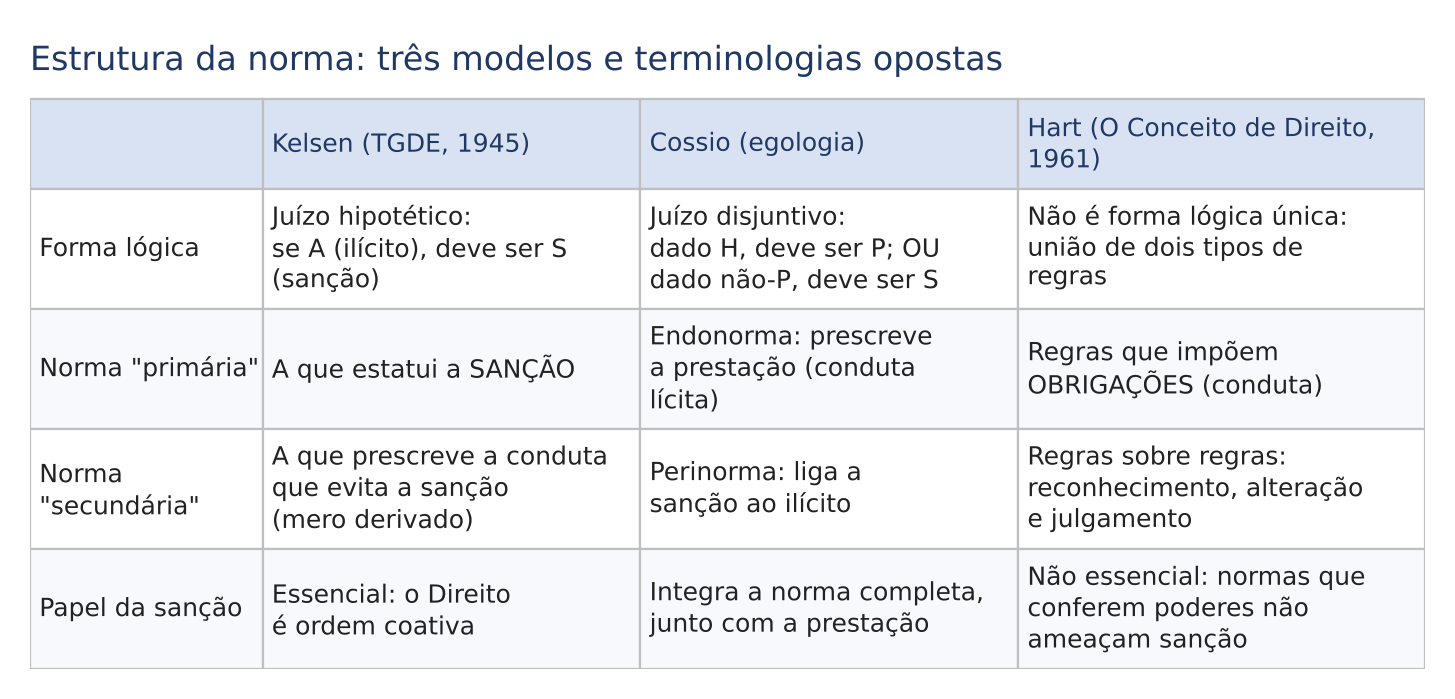 Estrutura da norma: três modelos e terminologias opostas
Kelsen (TGDE, 1945)
Cossio (egologia)
Hart (O Conceito de Direito,
1961)
Forma lógica
Juízo hipotético:
se A (ilícito), deve ser S
(sanção)
Juízo disjuntivo:
dado H, deve ser P; OU
dado não-P, deve ser S
Não é forma lógica única:
união de dois tipos de
regras
Norma "primária"
A que estatui a SANÇÃO
Endonorma: prescreve
a prestação (conduta
lícita)
Regras que impõem
OBRIGAÇÕES (conduta)
Norma
"secundária"
A que prescreve a conduta
que evita a sanção
(mero derivado)
Perinorma: liga a
sanção ao ilícito
Regras sobre regras:
reconhecimento, alteração
e julgamento
Papel da sanção
Essencial: o Direito
é ordem coativa
Integra a norma completa,
junto com a prestação
Não essencial: normas que
conferem poderes não
ameaçam sanção